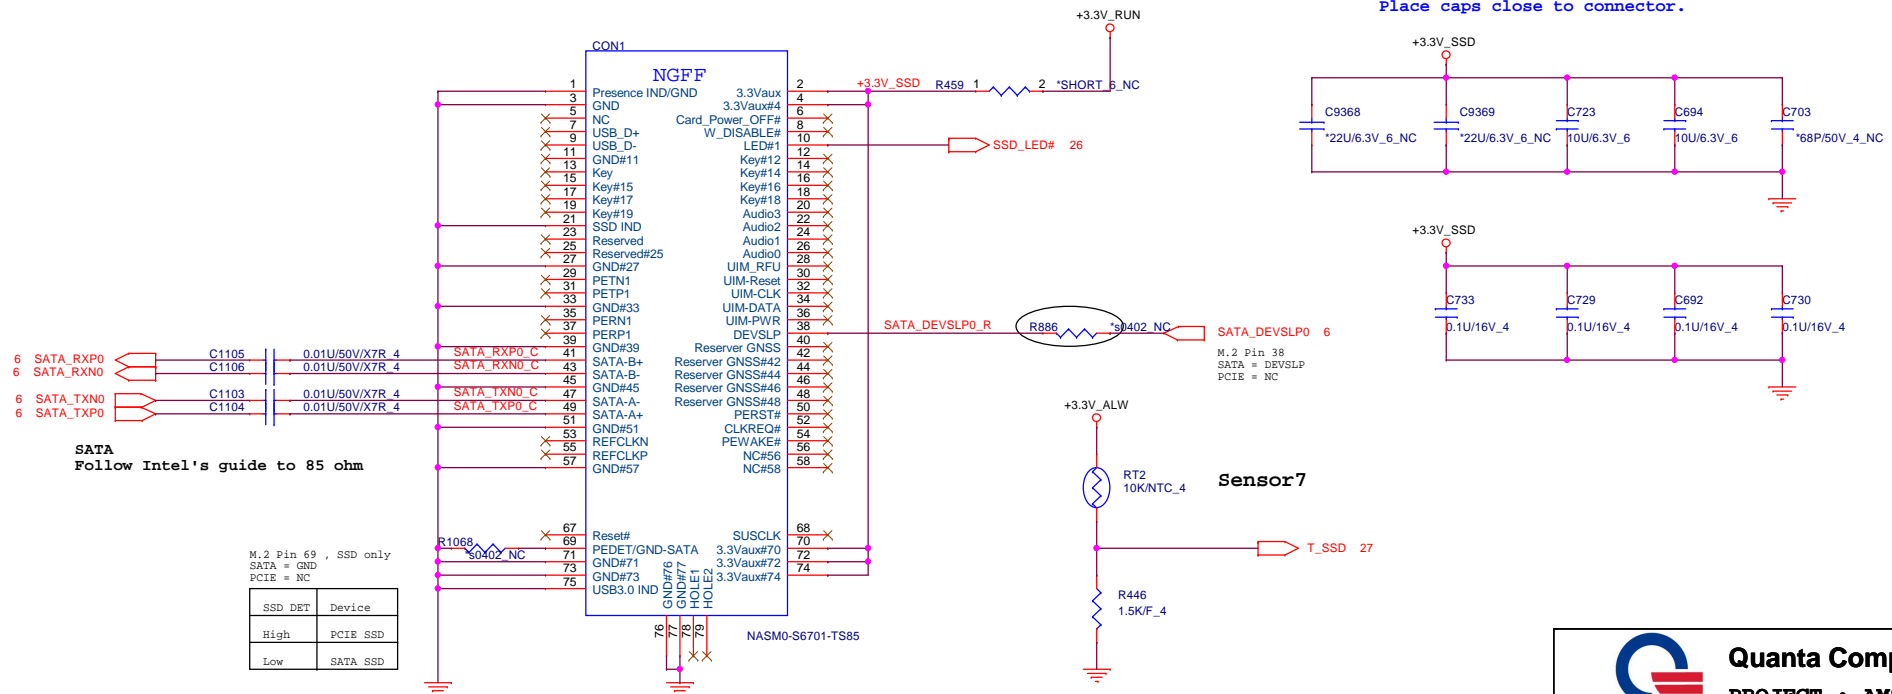 Place caps close to connector.
+3.3V_RUN
CON1
NGFF
1 Presence IND/GND
3 GND
5 NC
7 USB_D+
9 USB_D-
11 GND#11
13 Key
15 Key#15
17 Key#17
19 Key#19
21 SSD IND
23 Reserved
25 Reserved#25
27 GND#27
29 PETN1
31 PETP1
33 GND#33
35 PERN1
37 PERP1
39 GND#39
41 SATA-B+
43 SATA-B-
45 GND#45
47 SATA-A-
49 SATA-A+
51 GND#51
53 REFCLKN
55 REFCLKP
57 GND#57
67 Reset#
69 PEDET/GND-SATA
71 GND#71
73 GND#73
75 USB3.0 IND
3.3Vaux 2
3.3Vaux#4 4
Card_Power_OFF# 6
W_DISABLE# 8
LED#1 10
Key#12 12
Key#14 14
Key#16 16
Key#18 18
Audio3 20
Audio2 22
Audio1 24
Audio0 26
UIM_RFU 28
UIM-Reset 30
UIM-CLK 32
UIM-DATA 34
UIM-PWR 36
DEVSLP 38
Reserver GNSS 40
Reserver GNSS#42 42
Reserver GNSS#44 44
Reserver GNSS#46 46
Reserver GNSS#48 48
PERST# 50
CLKREQ# 52
PEWAKE# 54
NC#56 56
NC#58 58
SUSCLK 68
3.3Vaux#70 70
3.3Vaux#72 72
3.3Vaux#74 74
GND#76 76
GND#77 77
HOLE1 78
HOLE2 79
NASM0-S6701-TS85
+3.3V_SSD R459 1 2 *SHORT_6_NC
SSD_LED# 26
SATA_DEVSLP0_R R886 *s0402_NC SATA_DEVSLP0 6
M.2 Pin 38
SATA = DEVSLP
PCIE = NC
6 SATA_RXP0 C1105 0.01U/50V/X7R_4 SATA_RXP0_C
6 SATA_RXN0 C1106 0.01U/50V/X7R_4 SATA_RXN0_C
6 SATA_TXN0 C1103 0.01U/50V/X7R_4 SATA_TXN0_C
6 SATA_TXP0 C1104 0.01U/50V/X7R_4 SATA_TXP0_C
SATA
Follow Intel's guide to 85 ohm
R1068
*s0402_NC
M.2 Pin 69 , SSD only
SATA = GND
PCIE = NC
SSD DET Device
High PCIE SSD
Low SATA SSD
+3.3V_SSD
C9368
*22U/6.3V_6_NC
C9369
*22U/6.3V_6_NC
C723
10U/6.3V_6
C694
10U/6.3V_6
C703
*68P/50V_4_NC
+3.3V_SSD
C733
0.1U/16V_4
C729
0.1U/16V_4
C692
0.1U/16V_4
C730
0.1U/16V_4
+3.3V_ALW
RT2
10K/NTC_4
Sensor7
T_SSD 27
R446
1.5K/F_4
Quanta Comp
PROJECT :